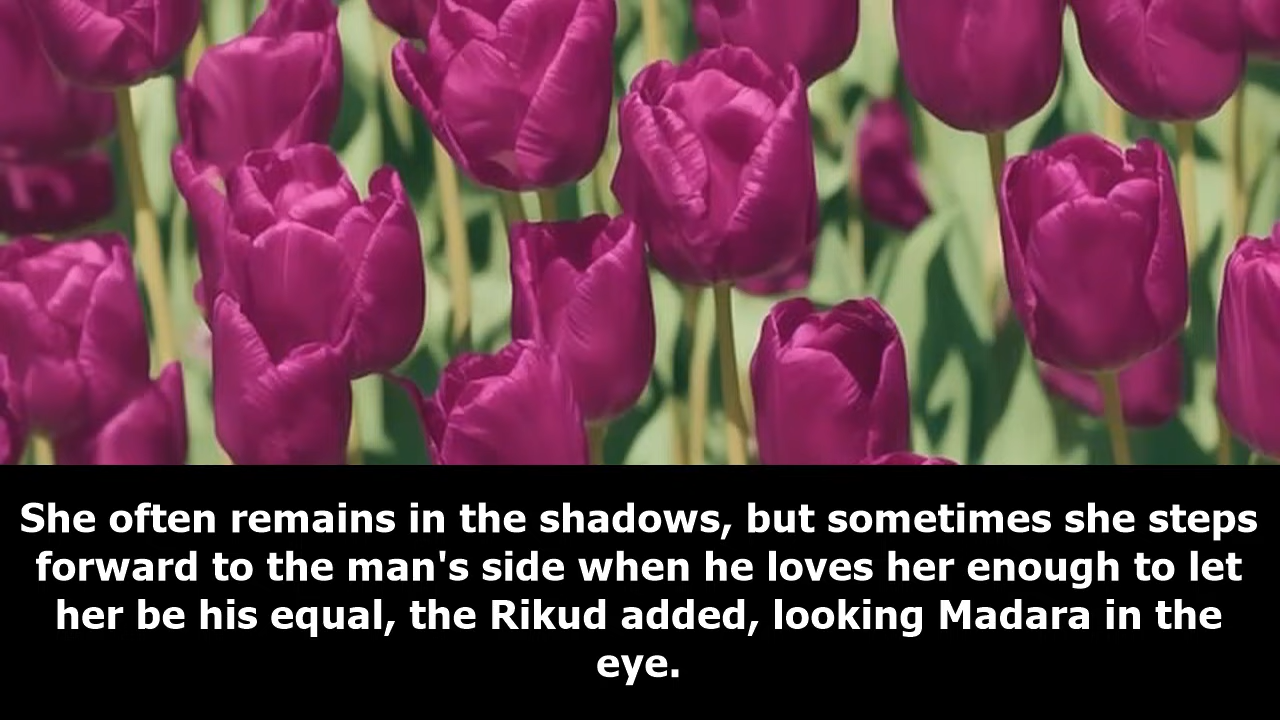 She often remains in the shadows, but sometimes she steps
forward to the man's side when he loves her enough to let
her be his equal, the Rikud added, looking Madara in the
eye.